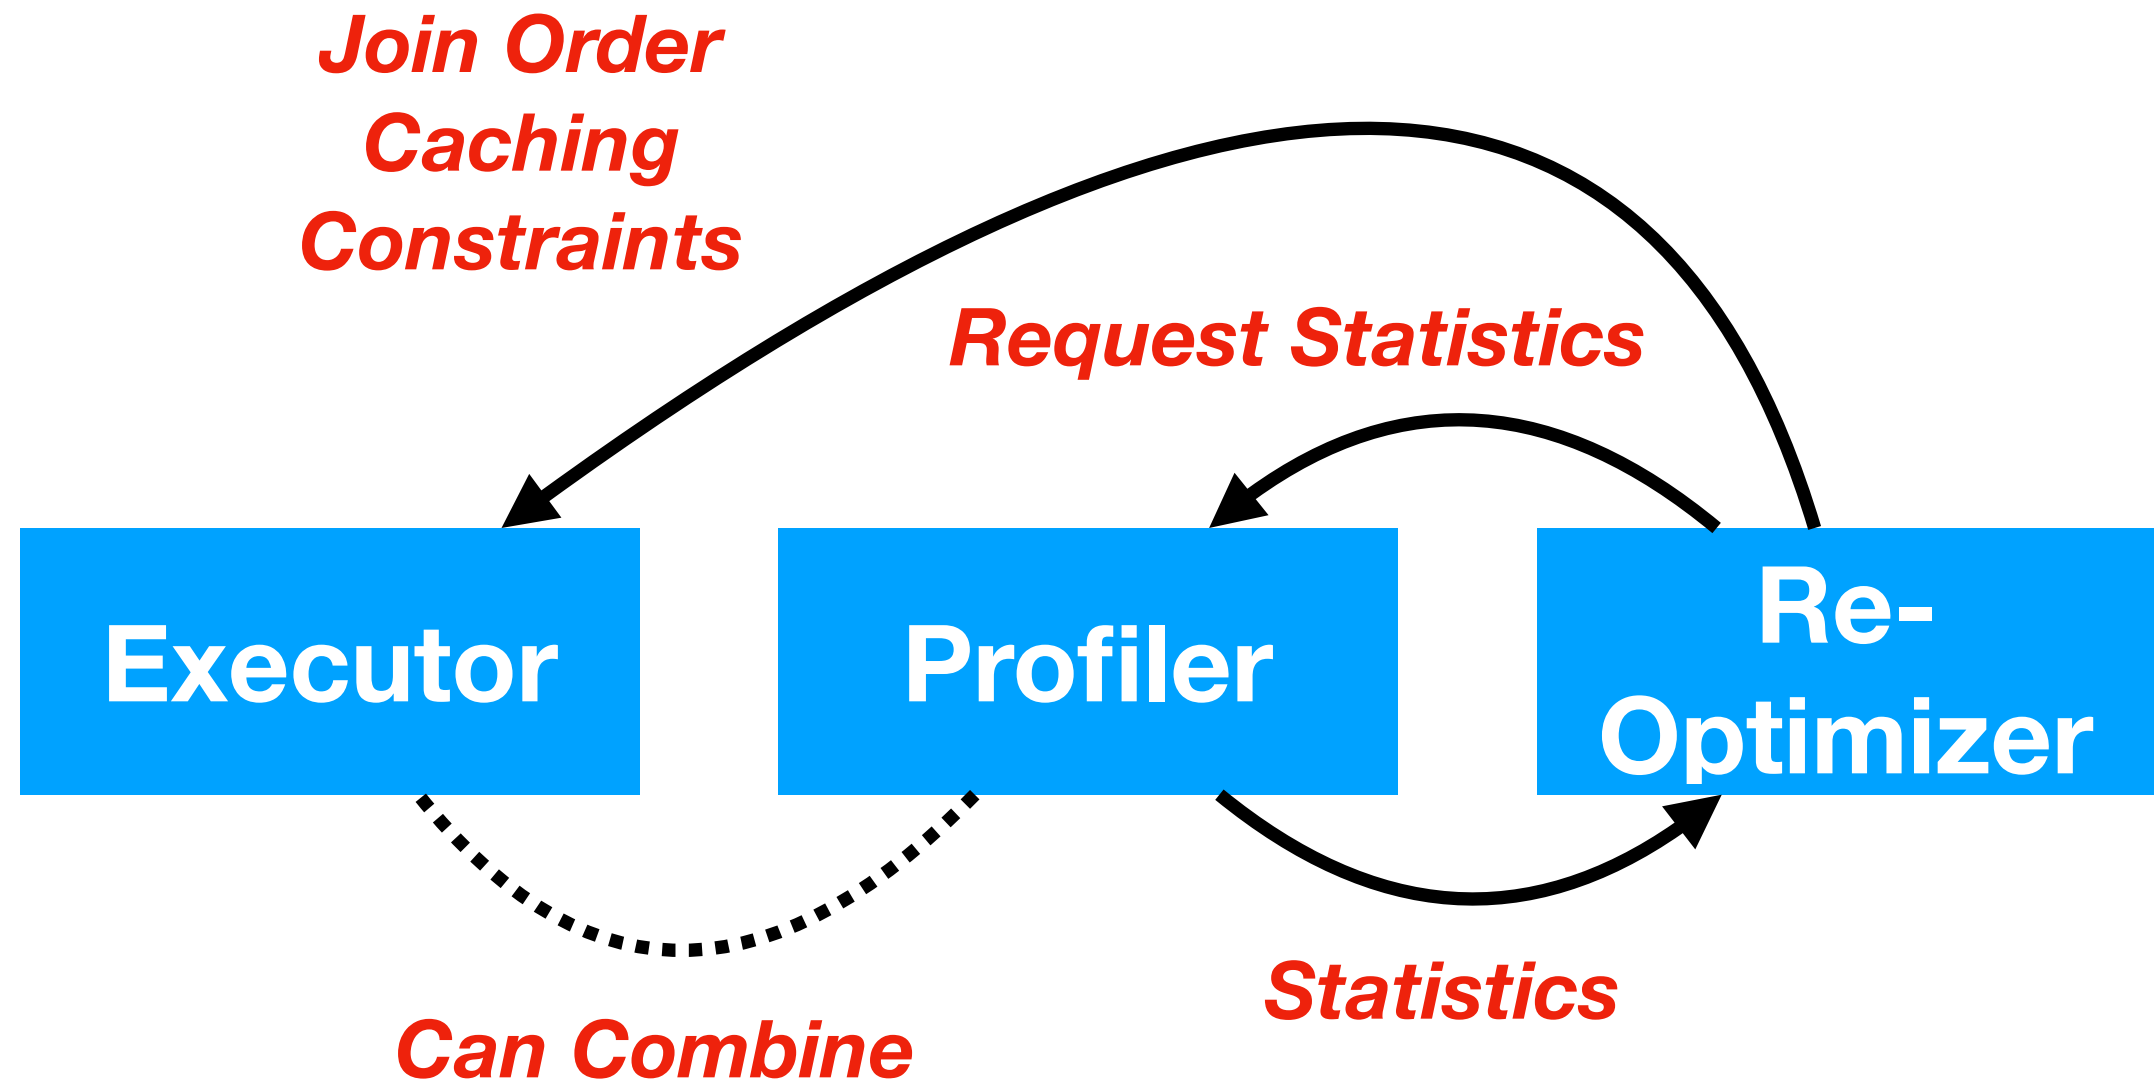 Join Order
Caching
Constraints
Request Statistics
Executor
Profiler
Re-
Optimizer
Statistics
Can Combine